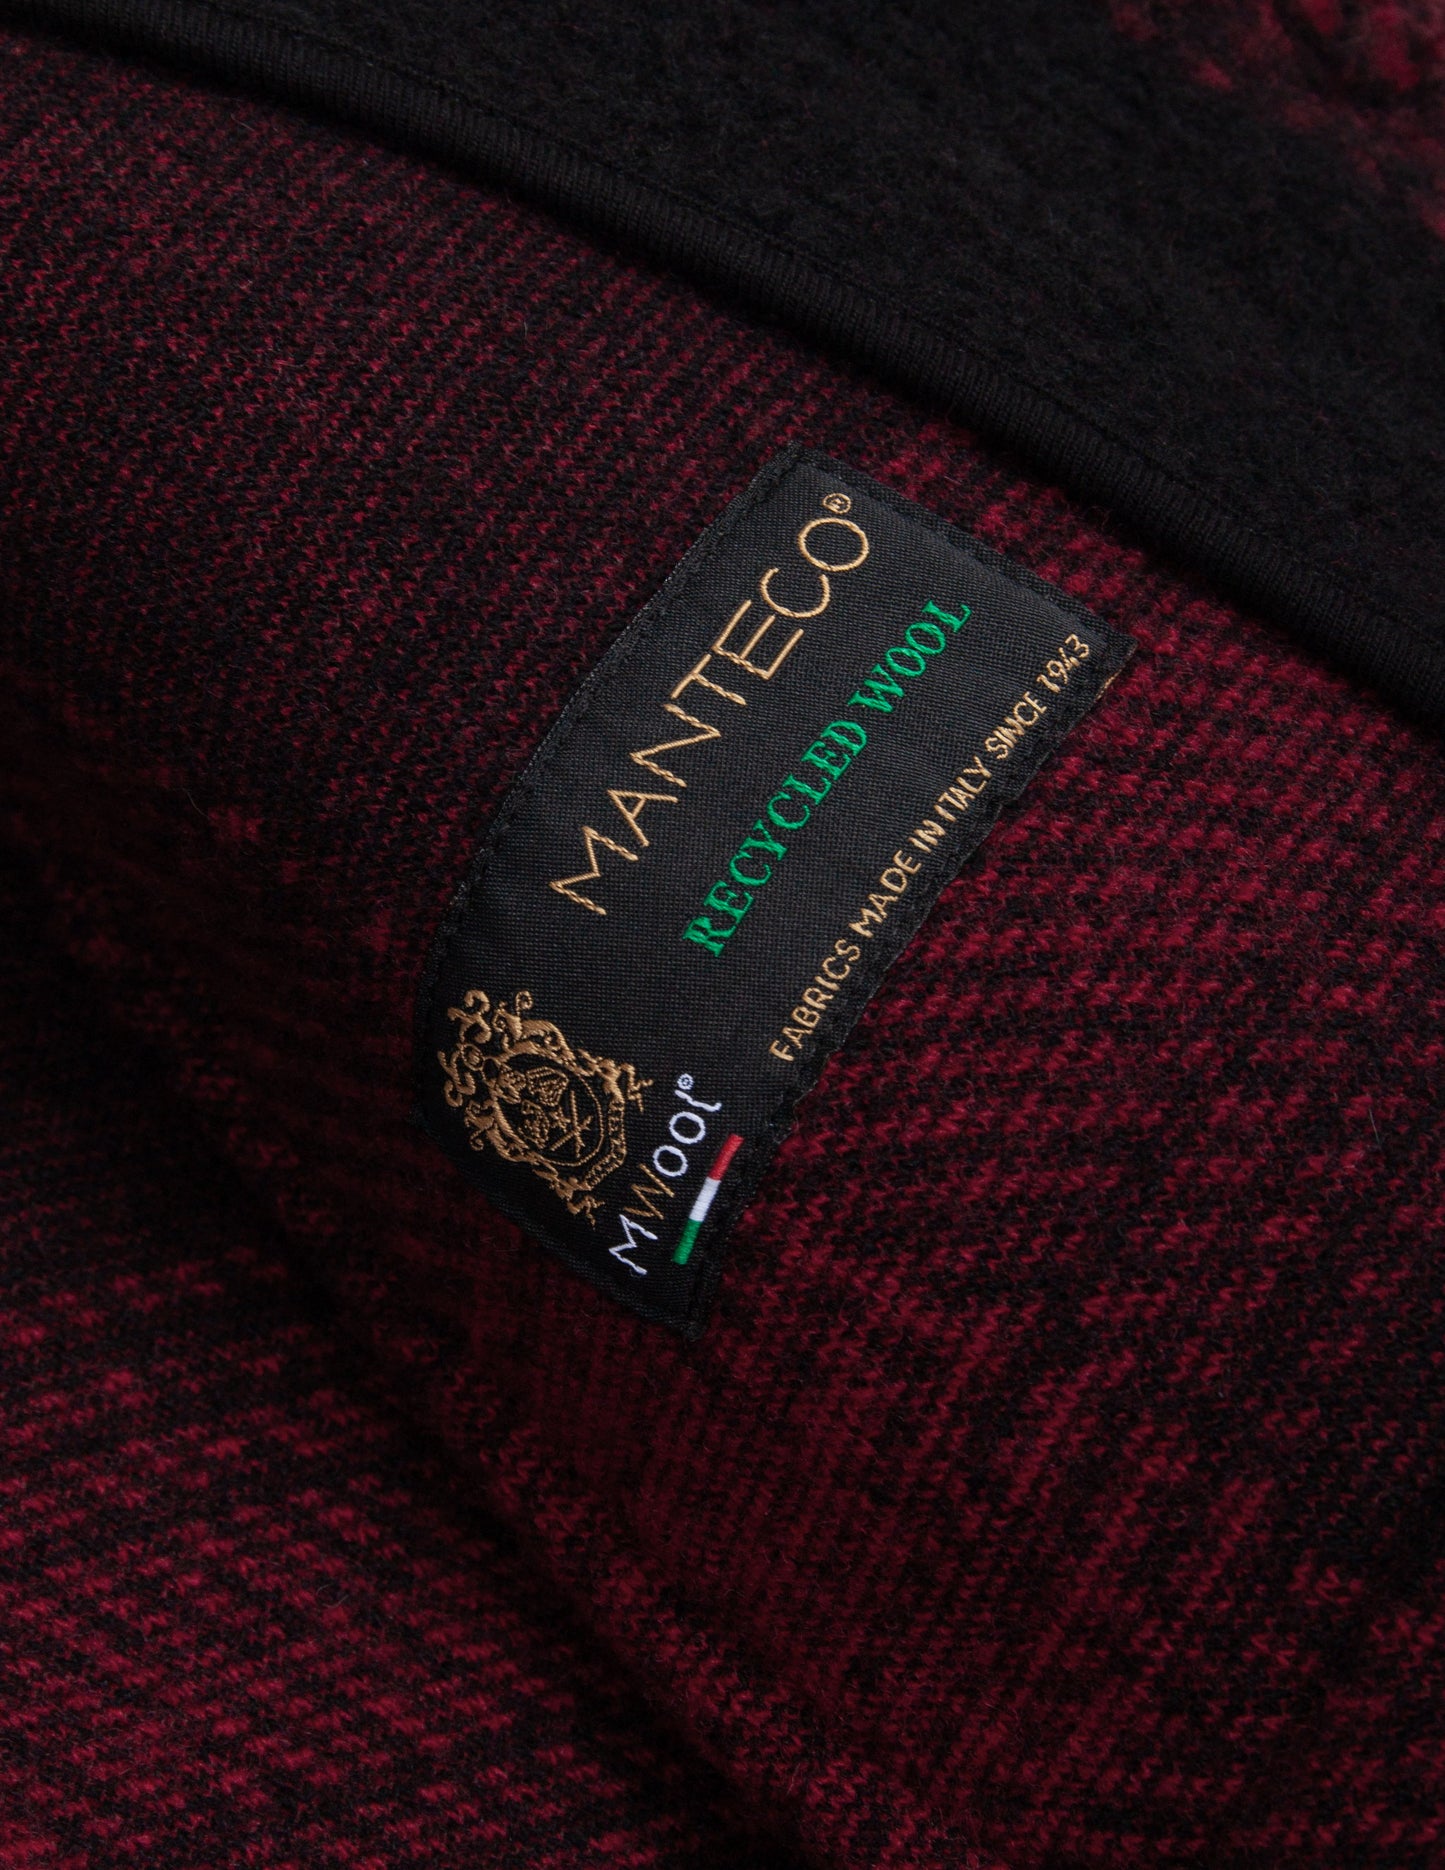 MANTECO®
RECYCLED WOOL
FABRICS MADE IN ITALY SINCE 1943
MWool®